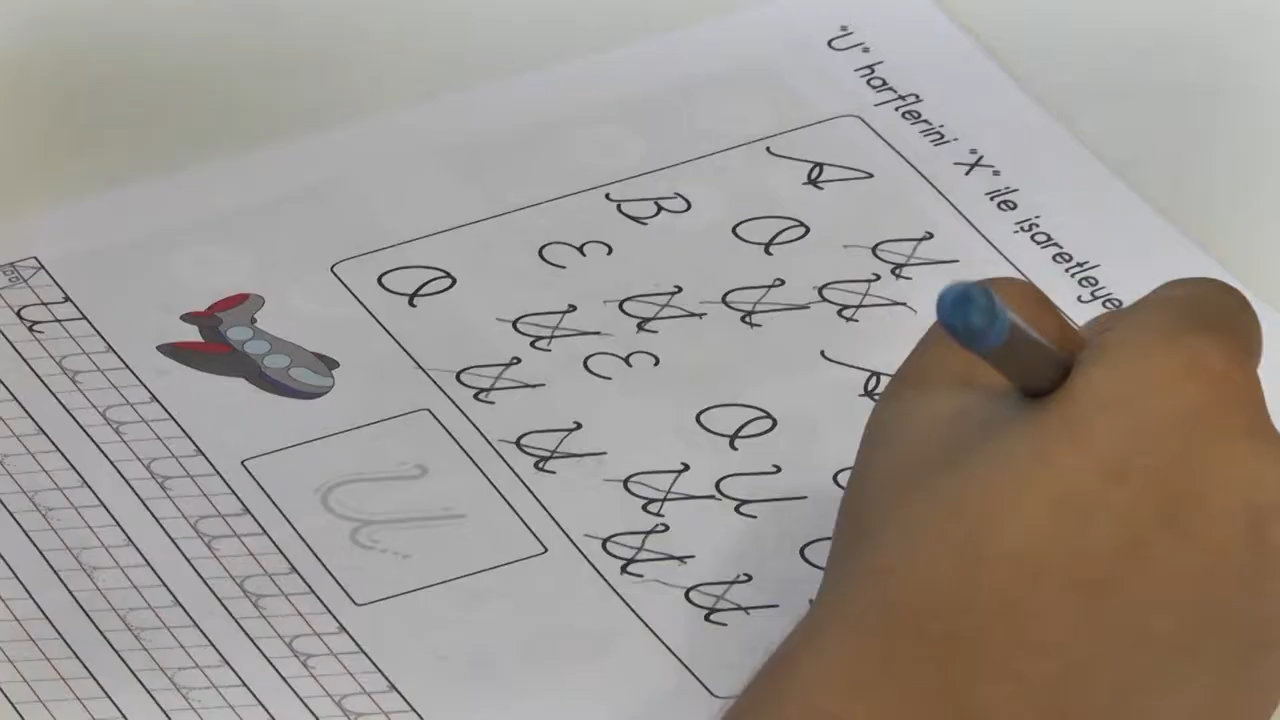 "U" harflerini "X" ile işaretleye
A U
O U
B U A
E U O
U E U U
O U U U U
U
u u u u u u u u